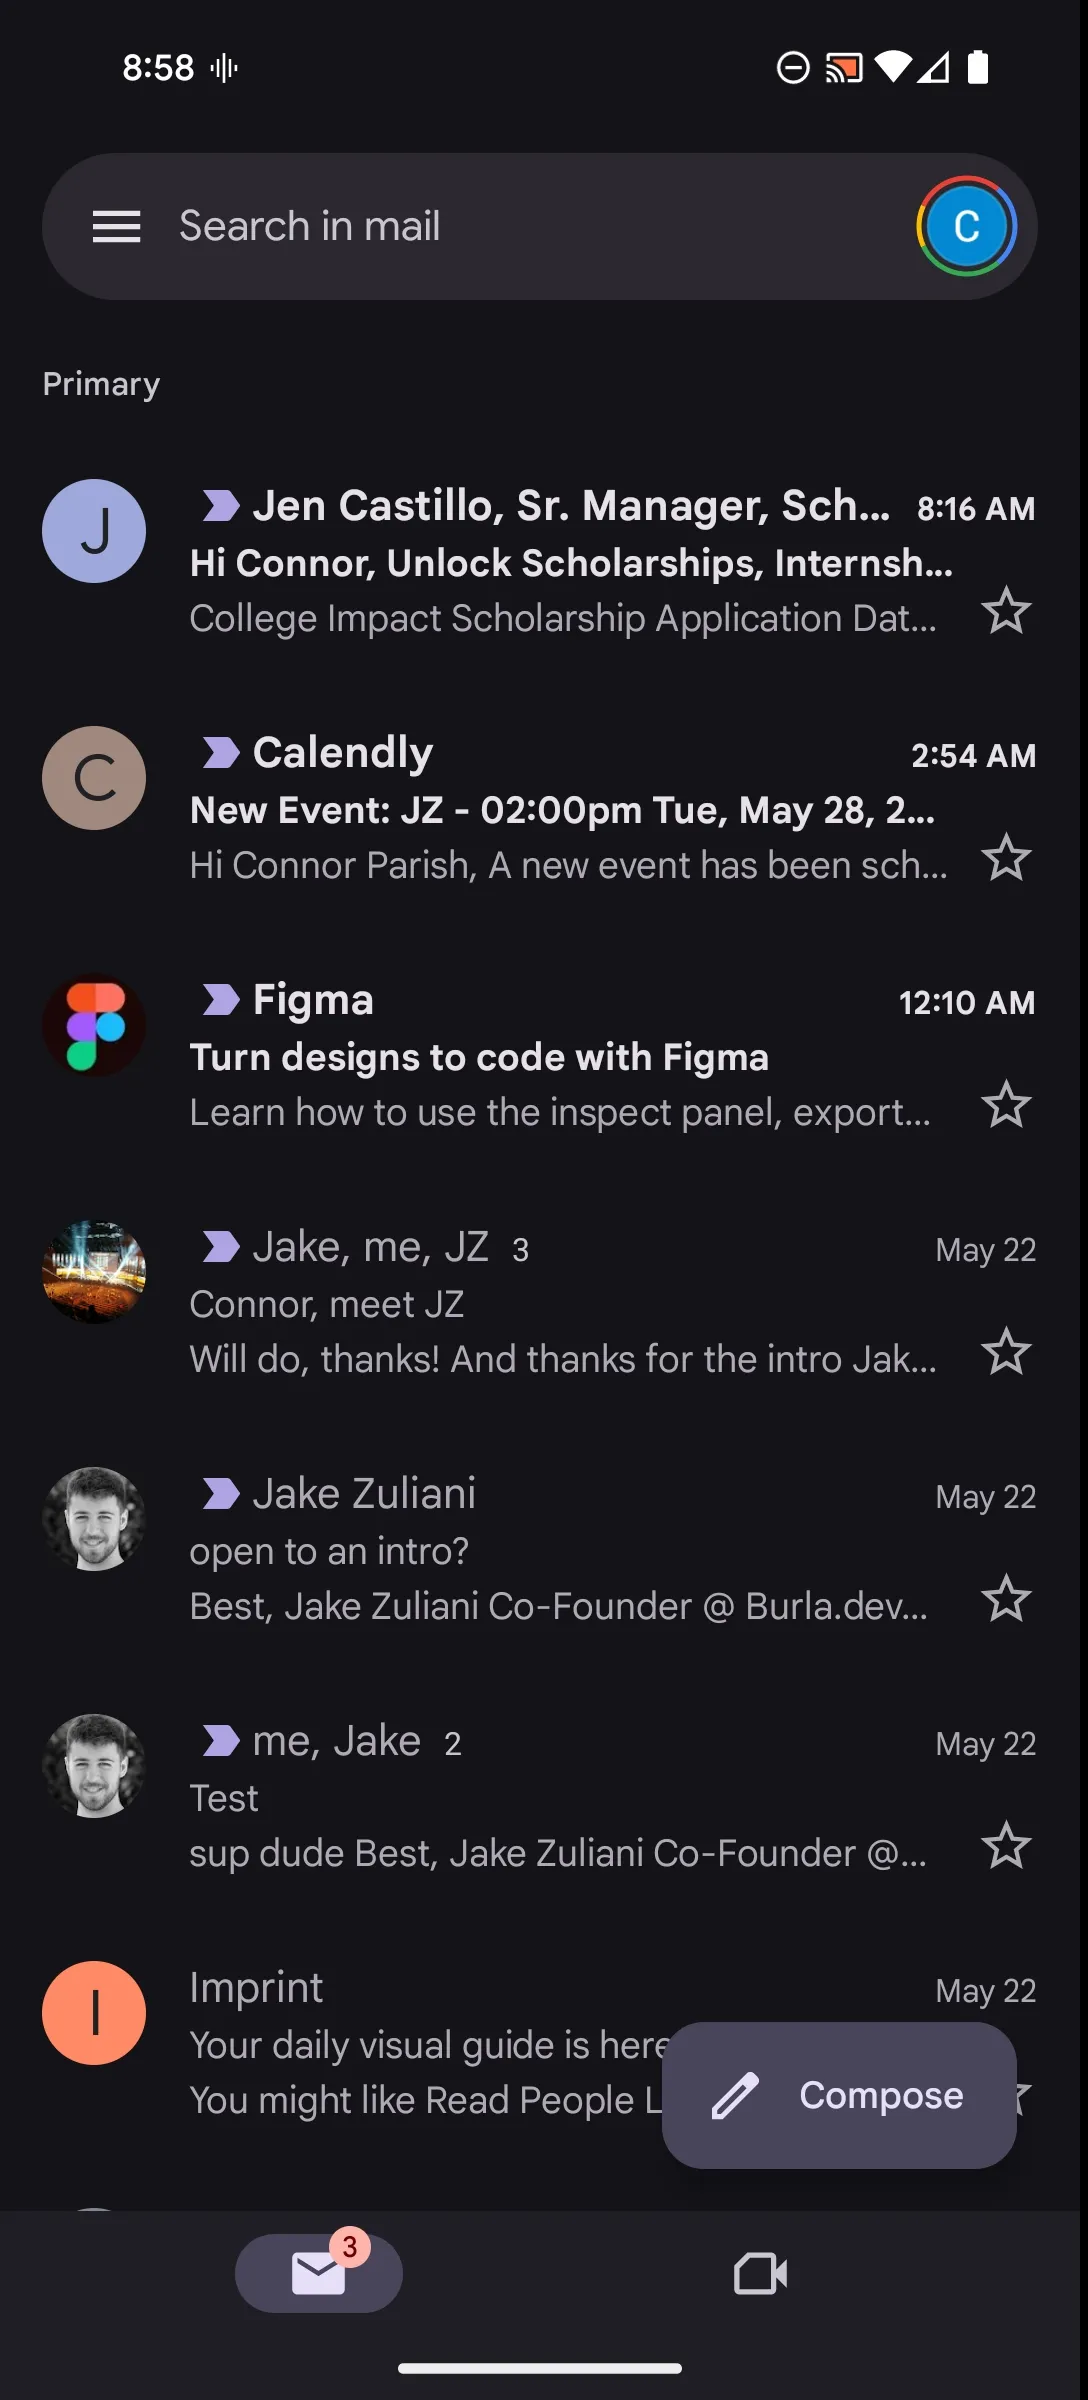 8:58
Search in mail
C
Primary
J
Jen Castillo, Sr. Manager, Sch...
8:16 AM
Hi Connor, Unlock Scholarships, Internsh...
College Impact Scholarship Application Dat...
C
Calendly
2:54 AM
New Event: JZ - 02:00pm Tue, May 28, 2...
Hi Connor Parish, A new event has been sch...
Figma
12:10 AM
Turn designs to code with Figma
Learn how to use the inspect panel, export...
Jake, me, JZ 3
May 22
Connor, meet JZ
Will do, thanks! And thanks for the intro Jak...
Jake Zuliani
May 22
open to an intro?
Best, Jake Zuliani Co-Founder @ Burla.dev...
me, Jake 2
May 22
Test
sup dude Best, Jake Zuliani Co-Founder @...
I
Imprint
May 22
Your daily visual guide is here
You might like Read People L
Compose
3